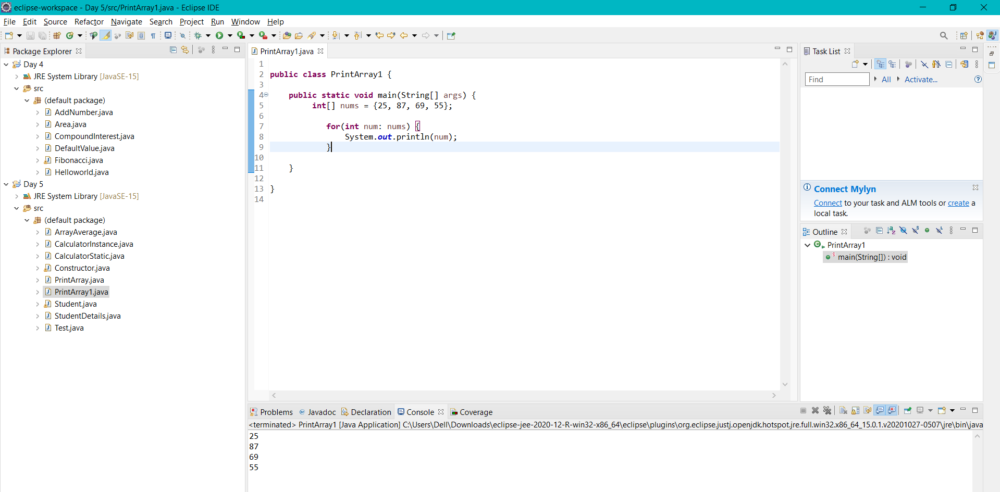 eclipse-workspace - Day 5/src/PrintArray1.java - Eclipse IDE
File Edit Source Refactor Navigate Search Project Run Window Help
Package Explorer
Day 4
JRE System Library [JavaSE-15]
src
(default package)
AddNumber.java
Area.java
CompoundInterest.java
DefaultValue.java
Fibonacci.java
Helloworld.java
Day 5
JRE System Library [JavaSE-15]
src
(default package)
ArrayAverage.java
CalculatorInstance.java
CalculatorStatic.java
Constructor.java
PrintArray.java
PrintArray1.java
Student.java
StudentDetails.java
Test.java
PrintArray1.java
1
2 public class PrintArray1 {
3
4 public static void main(String[] args) {
5 int[] nums = {25, 87, 69, 55};
6
7 for(int num: nums) {
8 System.out.println(num);
9 }
10
11 }
12
13 }
14
Task List
Find All Activate...
Connect Mylyn
Connect to your task and ALM tools or create a
local task.
Outline
PrintArray1
main(String[]) : void
Problems Javadoc Declaration Console Coverage
<terminated> PrintArray1 [Java Application] C:\Users\Dell\Downloads\eclipse-jee-2020-12-R-win32-x86_64\eclipse\plugins\org.eclipse.justj.openjdk.hotspot.jre.full.win32.x86_64_15.0.1.v20201027-0507\jre\bin\java
25
87
69
55